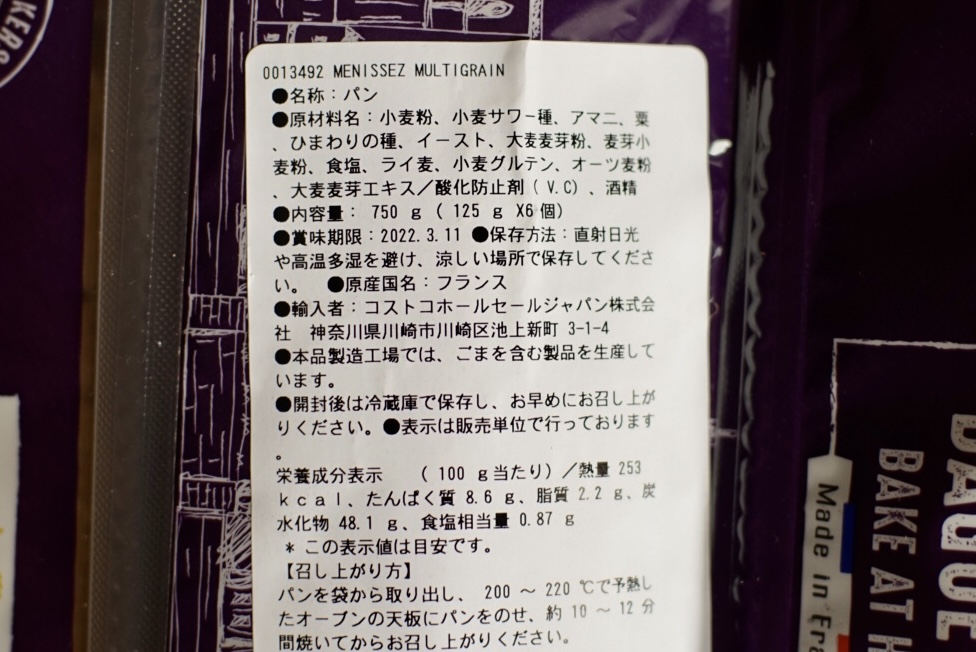 KERS
0013492 MENISSEZ MULTIGRAIN
●名称：パン
●原材料名：小麦粉、小麦サワー種、アマニ、粟
、ひまわりの種、イースト、大麦麦芽粉、麦芽小
麦粉、食塩、ライ麦、小麦グルテン、オーツ麦粉
、大麦麦芽エキス／酸化防止剤（V.C）、酒精
●内容量： 750 g ( 125 g X6個)
●賞味期限：2022.3.11 ●保存方法：直射日光
や高温多湿を避け、涼しい場所で保存してくださ
い。 ●原産国名：フランス
●輸入者：コストコホールセールジャパン株式会
社 神奈川県川崎市川崎区池上新町 3-1-4
●本品製造工場では、ごまを含む製品を生産して
います。
●開封後は冷蔵庫で保存し、お早めにお召し上が
りください。●表示は販売単位で行っております
。
栄養成分表示 （100 g当たり）／熱量 253
kcal、たんぱく質 8.6 g、脂質 2.2 g、炭
水化物 48.1 g、食塩相当量 0.87 g
＊ この表示値は目安です。
【召し上がり方】
パンを袋から取り出し、 200 ～ 220 ℃で予熱し
たオーブンの天板にパンをのせ、約 10 ～ 12 分
間焼いてからお召し上がりください。
BAGUE
BAKE AT H
Made in Fra